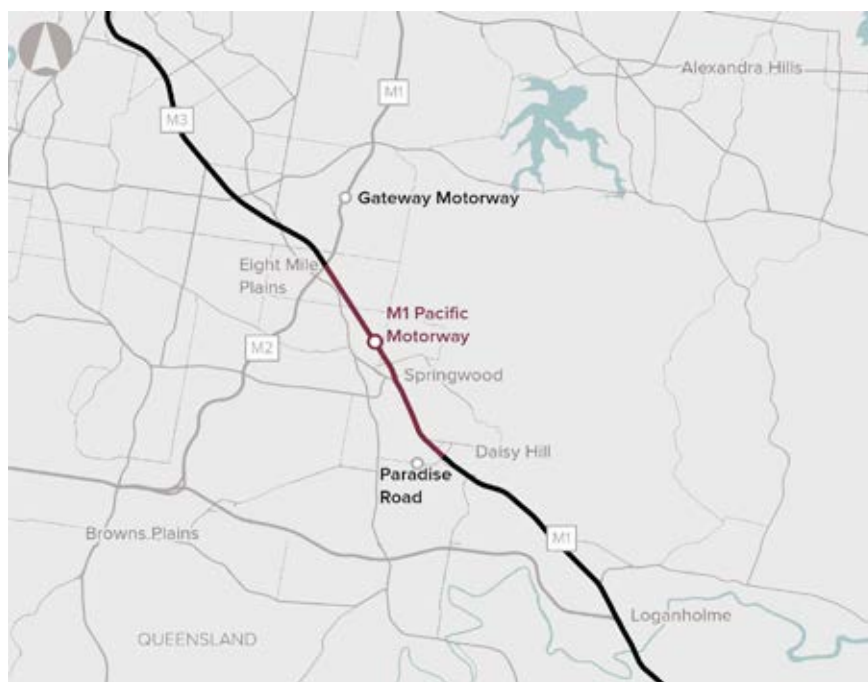 Alexandra Hills
M1
M3
Gateway Motorway
Eight Mile
Plains
M1 Pacific
Motorway
M2
Springwood
Daisy Hill
Paradise
Road
Browns Plains
M1
Loganholme
QUEENSLAND